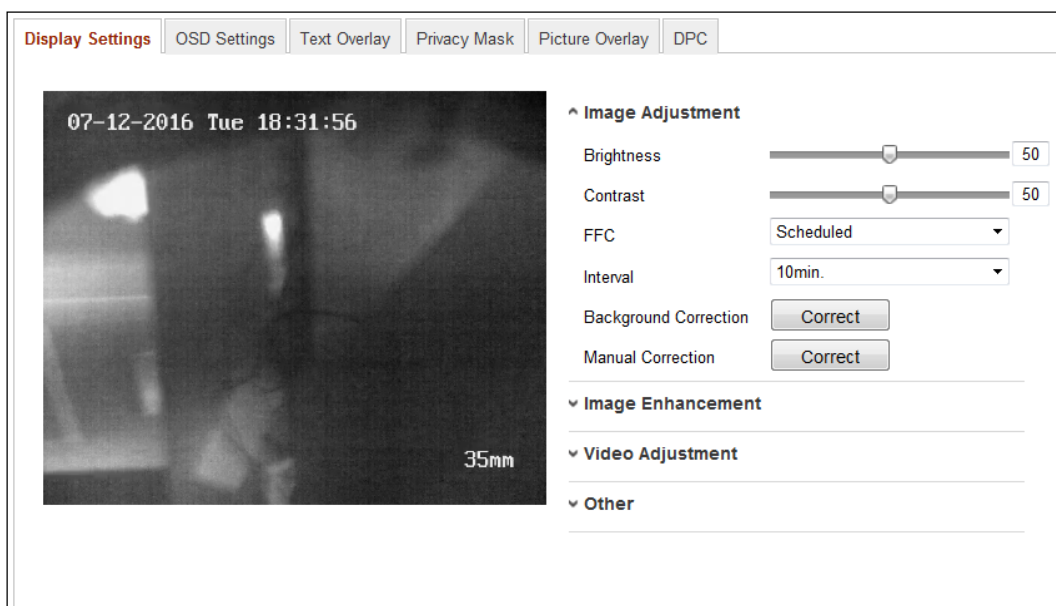 Display Settings OSD Settings Text Overlay Privacy Mask Picture Overlay DPC
07-12-2016 Tue 18:31:56
35mm
Image Adjustment
Brightness 50
Contrast 50
FFC Scheduled
Interval 10min.
Background Correction Correct
Manual Correction Correct
Image Enhancement
Video Adjustment
Other